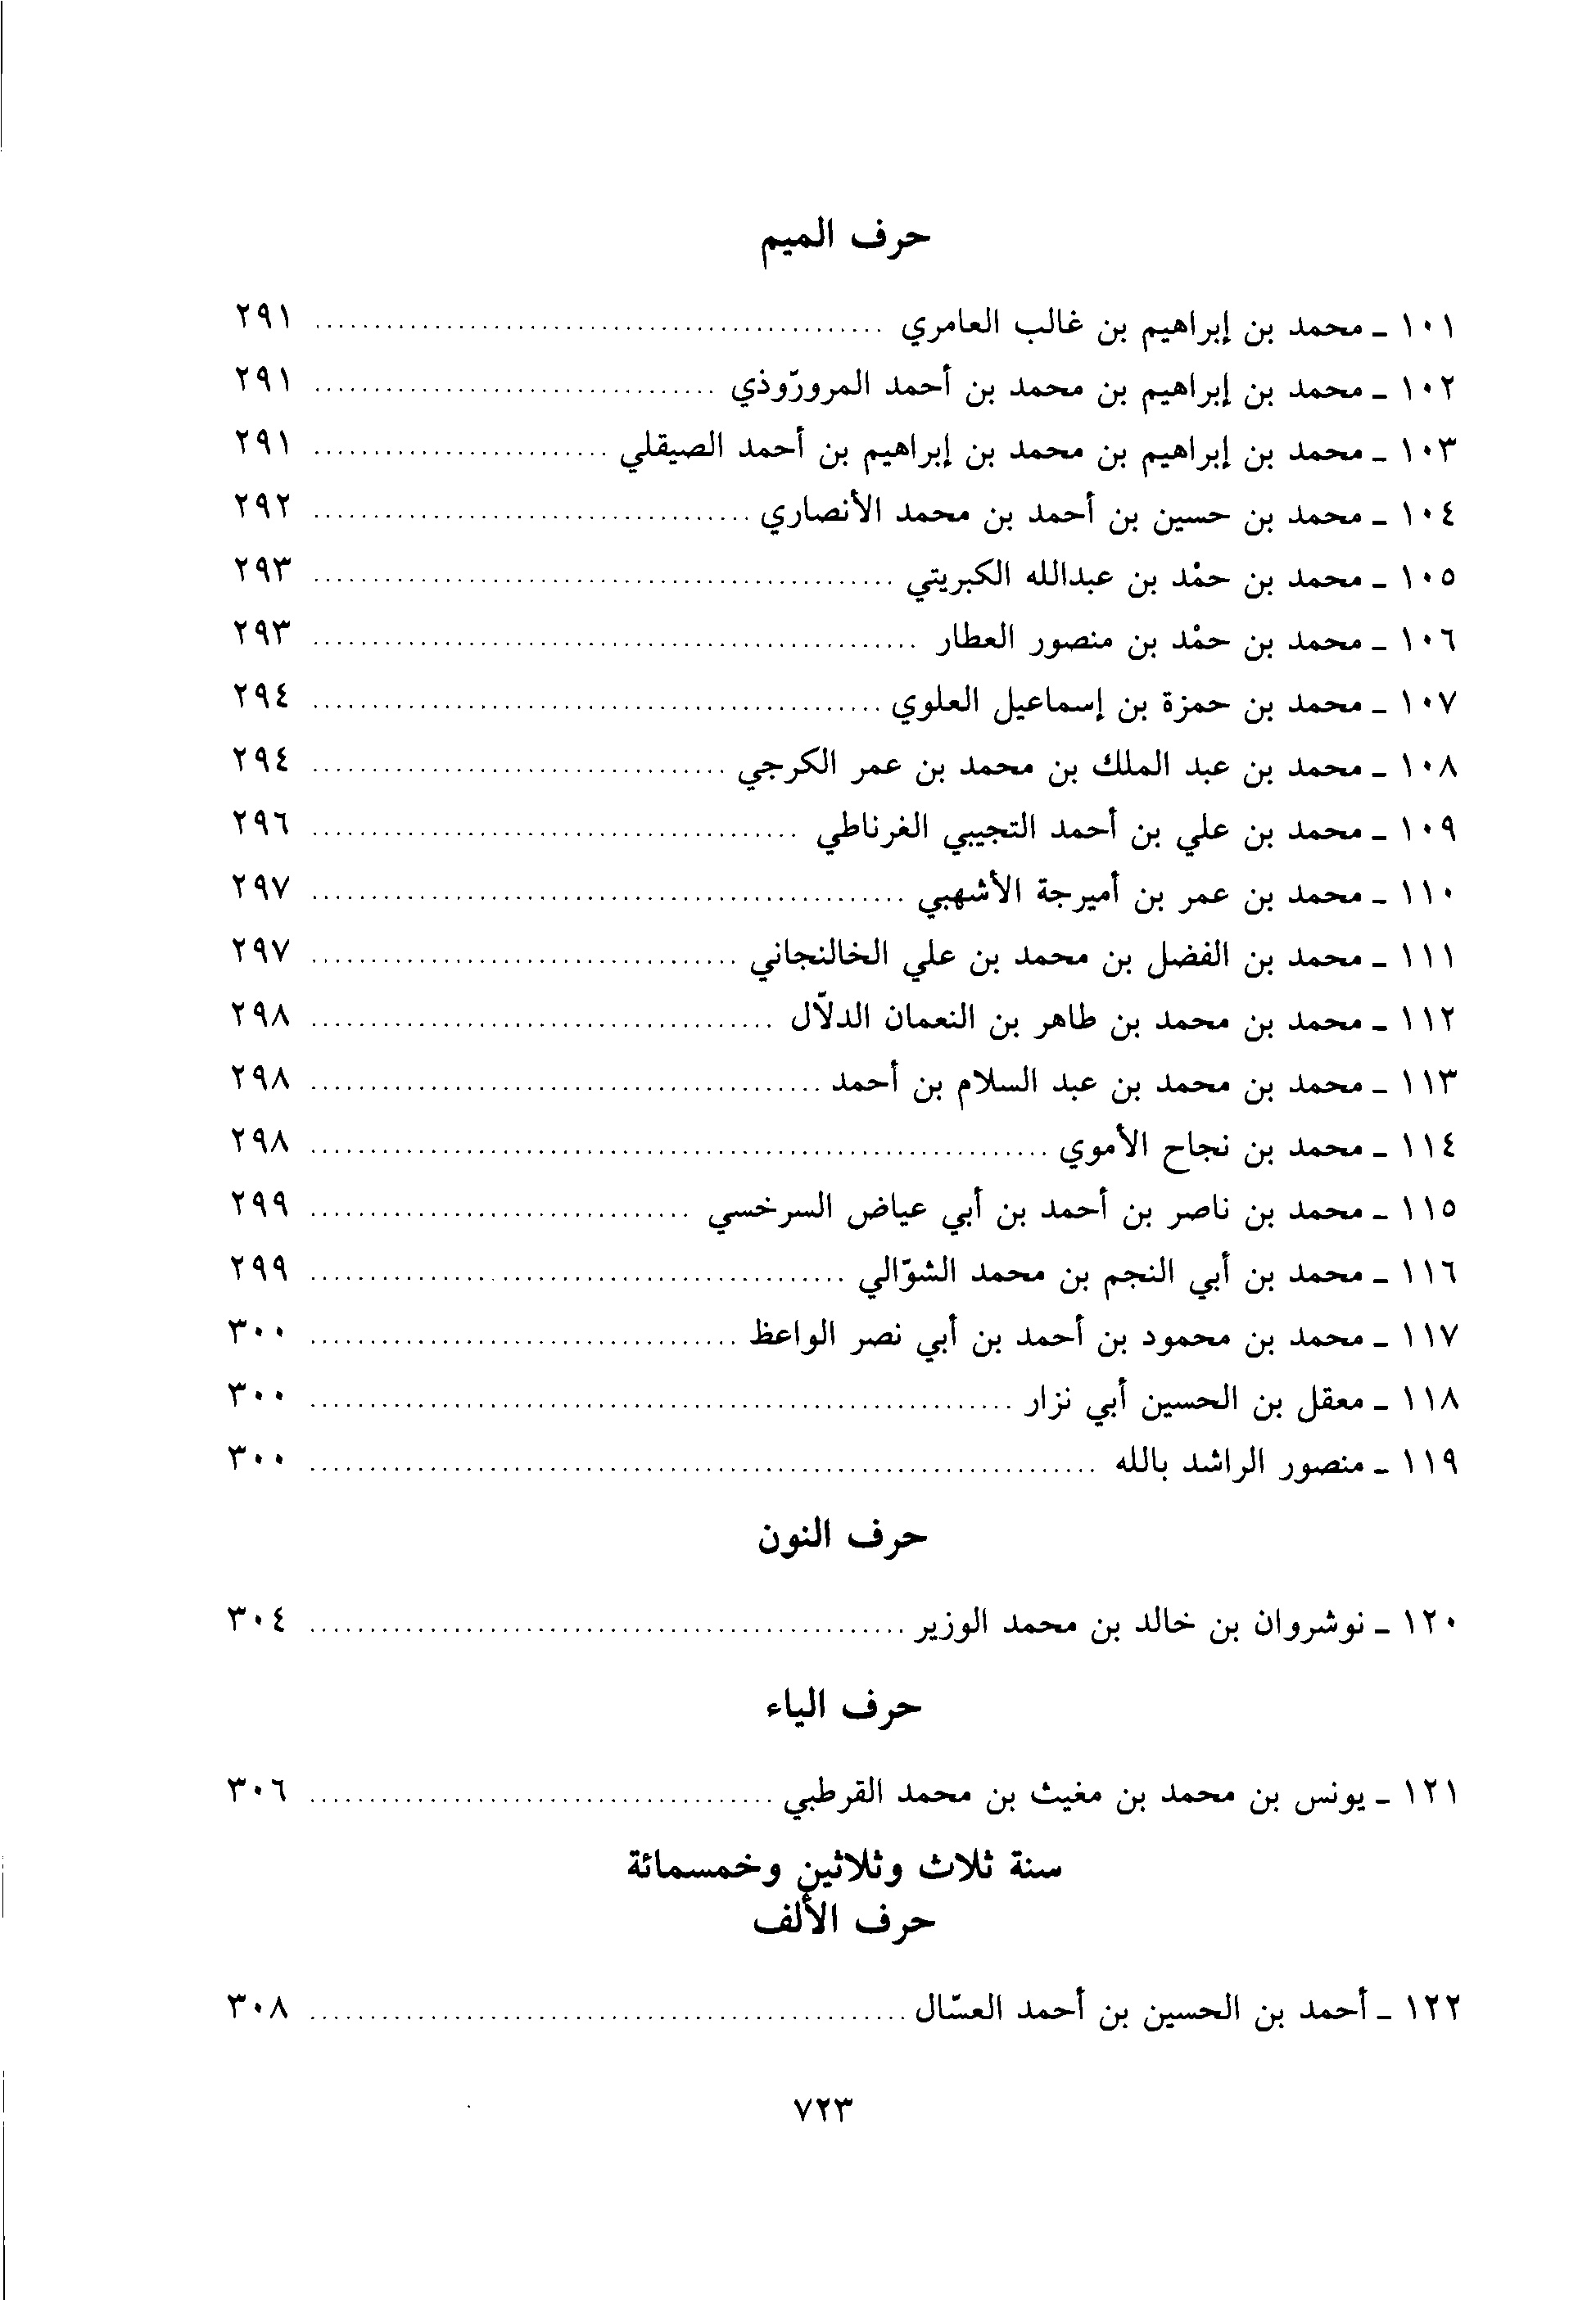 حرف الميم
١٠١ - محمد بن إبراهيم بن غالب العامري ........ ٢٩١
١٠٢ - محمد بن إبراهيم بن محمد بن أحمد المرورّوذي ........ ٢٩١
١٠٣ - محمد بن إبراهيم بن محمد بن إبراهيم بن أحمد الصيقلي ........ ٢٩١
١٠٤ - محمد بن حسين بن أحمد بن محمد الأنصاري ........ ٢٩٢
١٠٥ - محمد بن حمْد بن عبدالله الكبريتي ........ ٢٩٣
١٠٦ - محمد بن حمْد بن منصور العطار ........ ٢٩٣
١٠٧ - محمد بن حمزة بن إسماعيل العلوي ........ ٢٩٤
١٠٨ - محمد بن عبد الملك بن محمد بن عمر الكرجي ........ ٢٩٤
١٠٩ - محمد بن علي بن أحمد التجيبي الغرناطي ........ ٢٩٦
١١٠ - محمد بن عمر بن أميرجة الأشهبي ........ ٢٩٧
١١١ - محمد بن الفضل بن محمد بن علي الخالنجاني ........ ٢٩٧
١١٢ - محمد بن محمد بن طاهر بن النعمان الدلاّل ........ ٢٩٨
١١٣ - محمد بن محمد بن عبد السلام بن أحمد ........ ٢٩٨
١١٤ - محمد بن نجاح الأموي ........ ٢٩٨
١١٥ - محمد بن ناصر بن أحمد بن أبي عياض السرخسي ........ ٢٩٩
١١٦ - محمد بن أبي النجم بن محمد الشوّالي ........ ٢٩٩
١١٧ - محمد بن محمود بن أحمد بن أبي نصر الواعظ ........ ٣٠٠
١١٨ - معقل بن الحسين أبي نزار ........ ٣٠٠
١١٩ - منصور الراشد بالله ........ ٣٠٠
حرف النون
١٢٠ - نوشروان بن خالد بن محمد الوزير ........ ٣٠٤
حرف الياء
١٢١ - يونس بن محمد بن مغيث بن محمد القرطبي ........ ٣٠٦
سنة ثلاث وثلاثين وخمسمائة
حرف الألف
١٢٢ - أحمد بن الحسين بن أحمد العسّال ........ ٣٠٨
٧٢٣